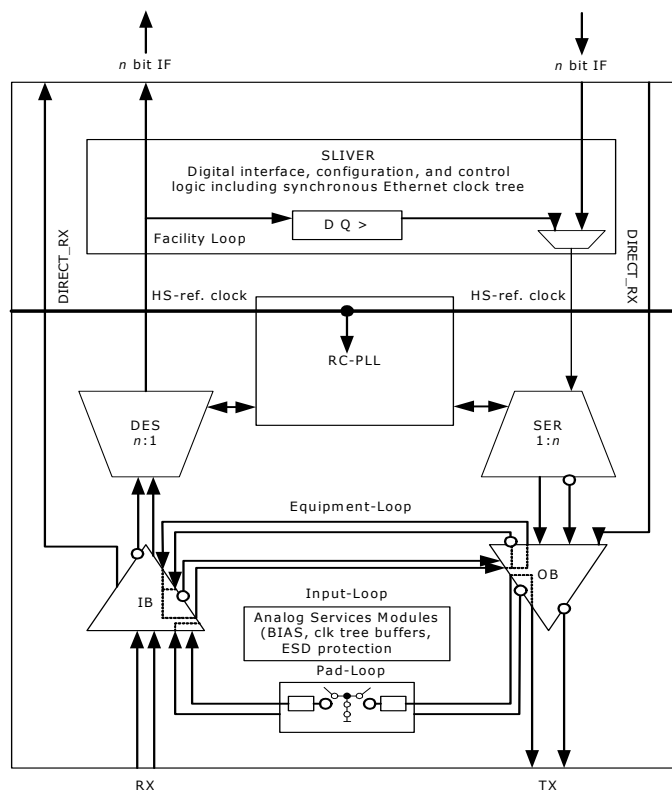 n bit IF
n bit IF
SLIVER
Digital interface, configuration, and control
logic including synchronous Ethernet clock tree
D Q >
Facility Loop
DIRECT_RX
DIRECT_RX
HS-ref. clock
HS-ref. clock
RC-PLL
DES
n:1
SER
1:n
Equipment-Loop
IB
OB
Input-Loop
Analog Services Modules
(BIAS, clk tree buffers,
ESD protection
Pad-Loop
RX
TX